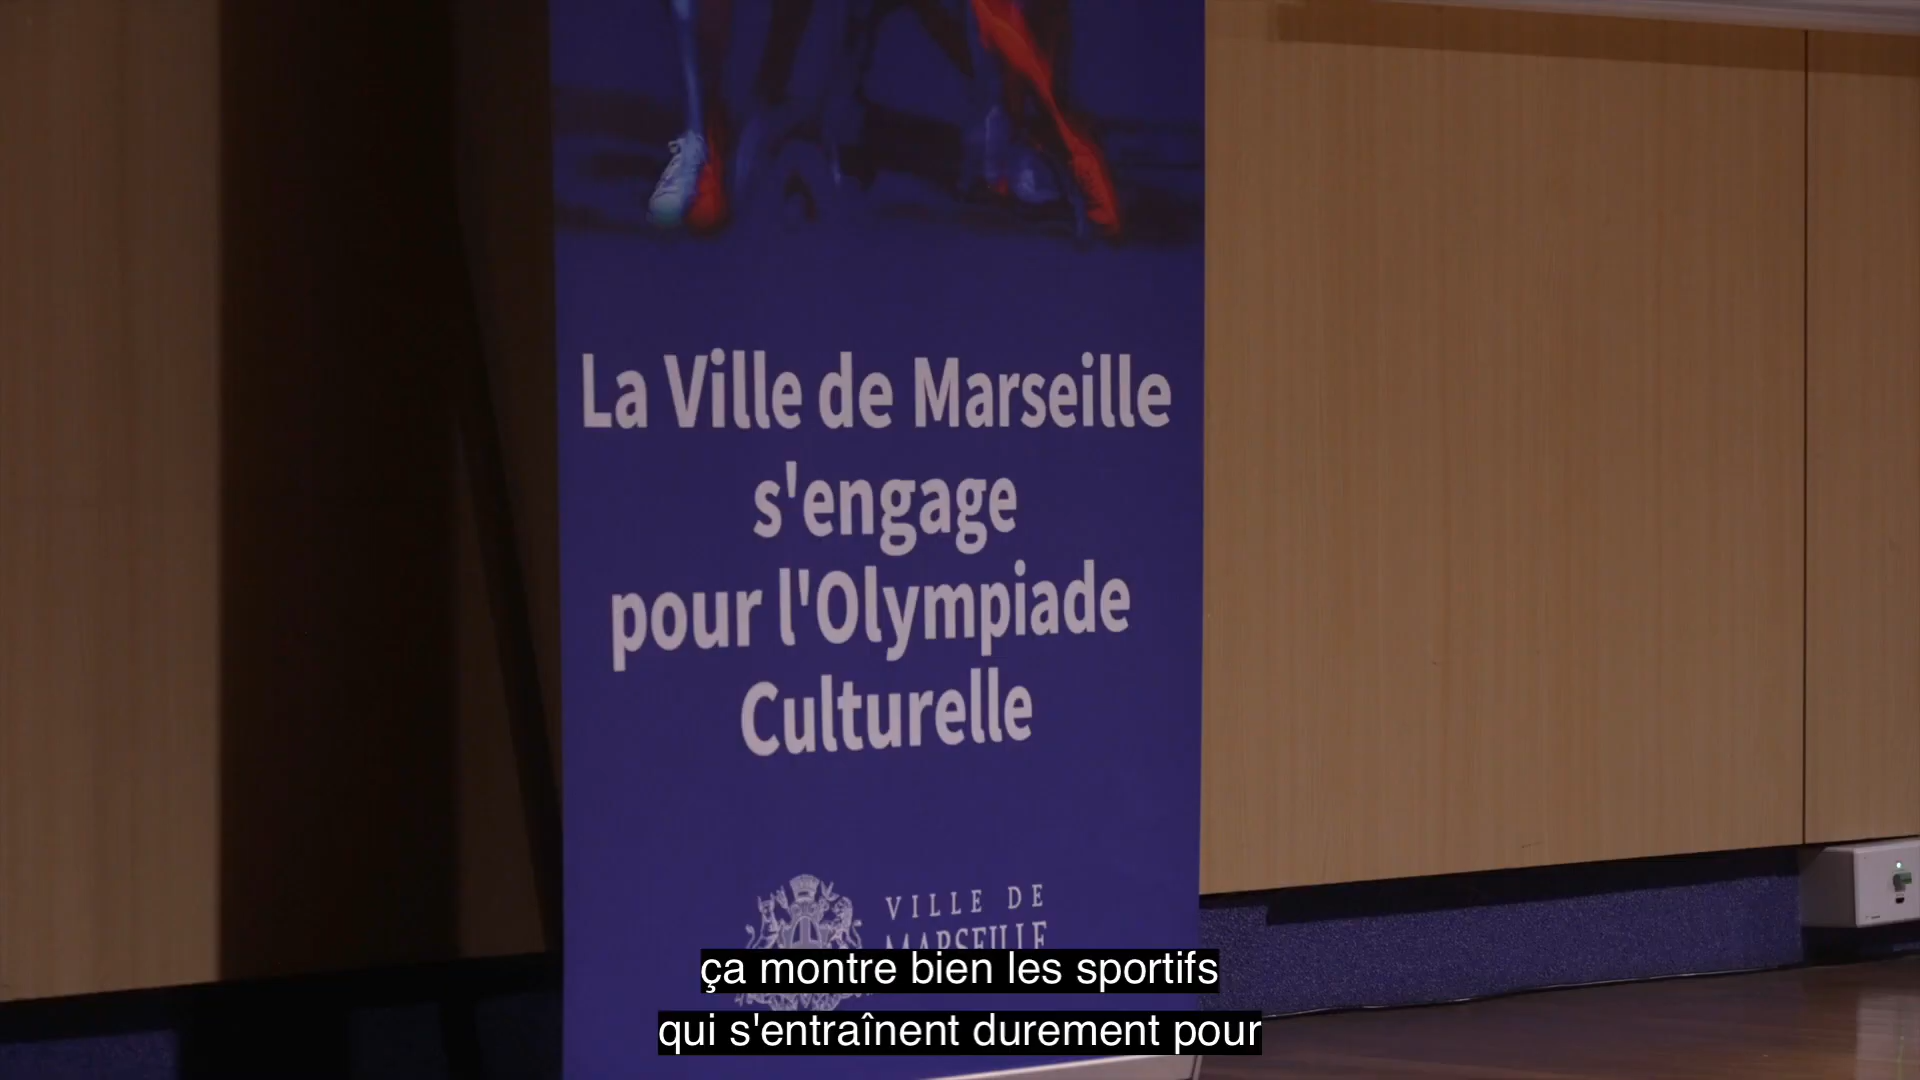 La Ville de Marseille
s'engage
pour l'Olympiade
Culturelle
VILLE DE
MARSEILLE
ça montre bien les sportifs
qui s'entraînent durement pour